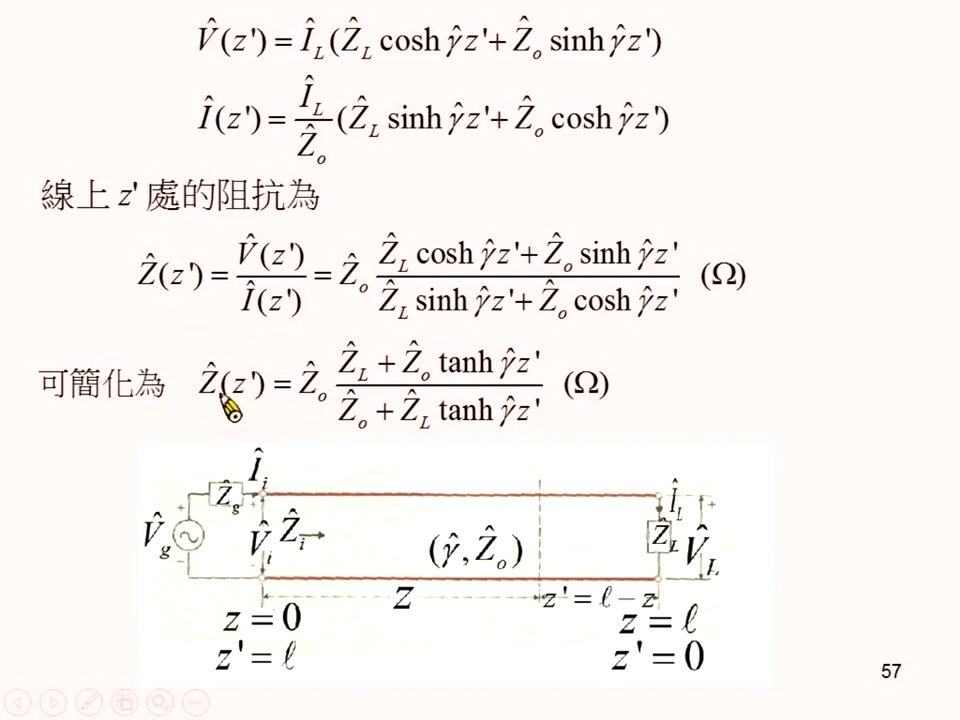 V̂(z') = Î_L(Ẑ_L cosh γ̂z'+ Ẑ_o sinh γ̂z')
Î(z') = Î_L/Ẑ_o (Ẑ_L sinh γ̂z'+ Ẑ_o cosh γ̂z')
線上 z' 處的阻抗為
Ẑ(z') = V̂(z')/Î(z') = Ẑ_o (Ẑ_L cosh γ̂z'+ Ẑ_o sinh γ̂z')/(Ẑ_L sinh γ̂z'+ Ẑ_o cosh γ̂z') (Ω)
可簡化為 Ẑ(z') = Ẑ_o (Ẑ_L + Ẑ_o tanh γ̂z')/(Ẑ_o + Ẑ_L tanh γ̂z') (Ω)
Î_i
Ẑ_g
Î_L
V̂_g
V̂_i
Ẑ_i
(γ̂, Ẑ_o)
Ẑ_L
V̂_L
z
z' = ℓ − z
z = 0
z = ℓ
z' = ℓ
z' = 0
57